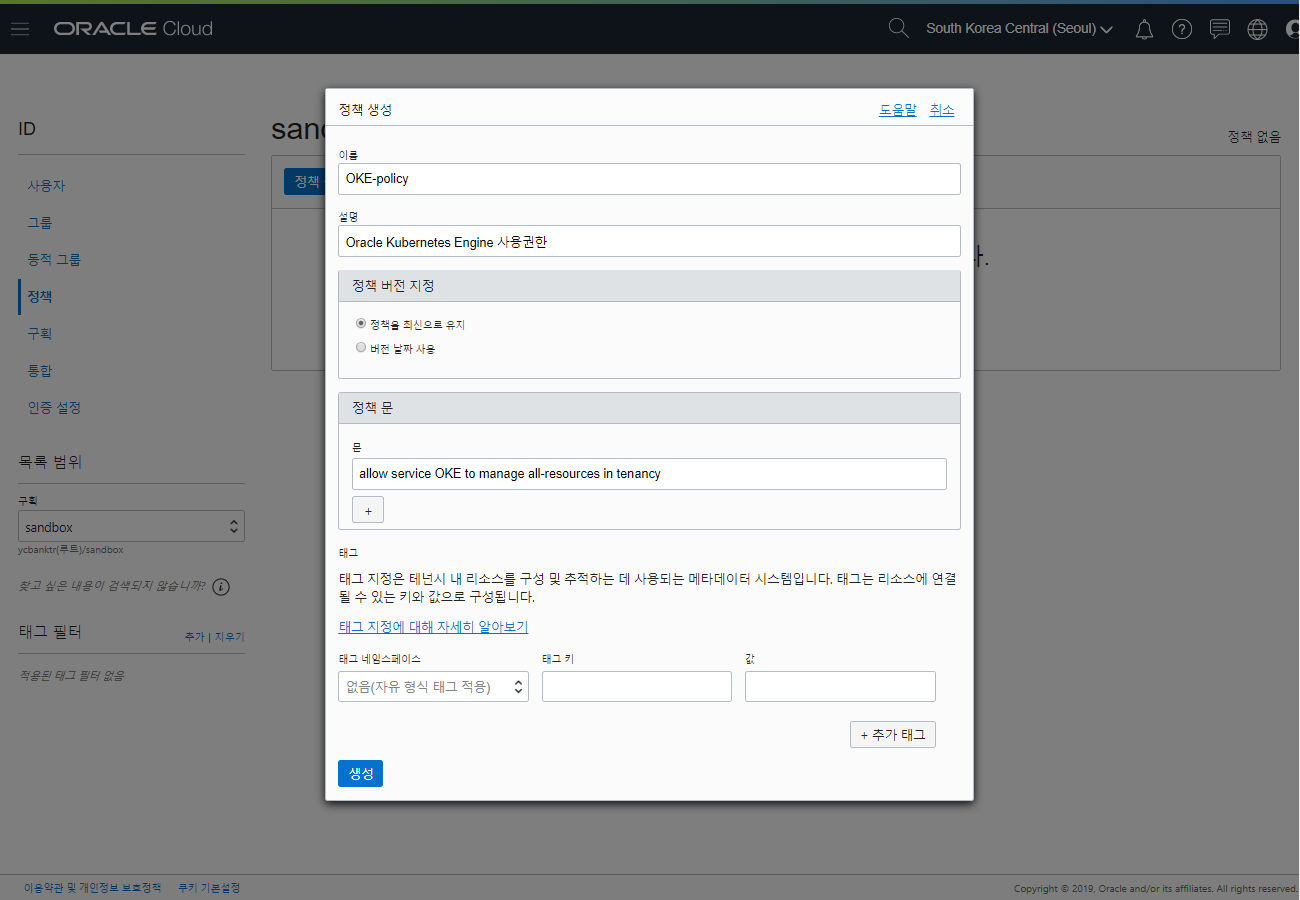 ORACLE Cloud
South Korea Central (Seoul)
ID
사용자
그룹
동적 그룹
정책
구획
통합
인증 설정
목록 범위
구획
sandbox
ycbanktr(루트)/sandbox
찾고 싶은 내용이 검색되지 않습니까?
태그 필터
추가 | 지우기
적용된 태그 필터 없음
정책
정책 없음
정책 생성
도움말 취소
이름
OKE-policy
설명
Oracle Kubernetes Engine 사용권한
정책 버전 지정
정책을 최신으로 유지
버전 날짜 사용
정책 문
문
allow service OKE to manage all-resources in tenancy
+
태그
태그 지정은 테넌시 내 리소스를 구성 및 추적하는 데 사용되는 메타데이터 시스템입니다. 태그는 리소스에 연결
될 수 있는 키와 값으로 구성됩니다.
태그 지정에 대해 자세히 알아보기
태그 네임스페이스 태그 키 값
없음(자유 형식 태그 적용)
+ 추가 태그
생성
이용약관 및 개인정보 보호정책 쿠키 기본설정
Copyright © 2019, Oracle and/or its affiliates. All rights reserved.